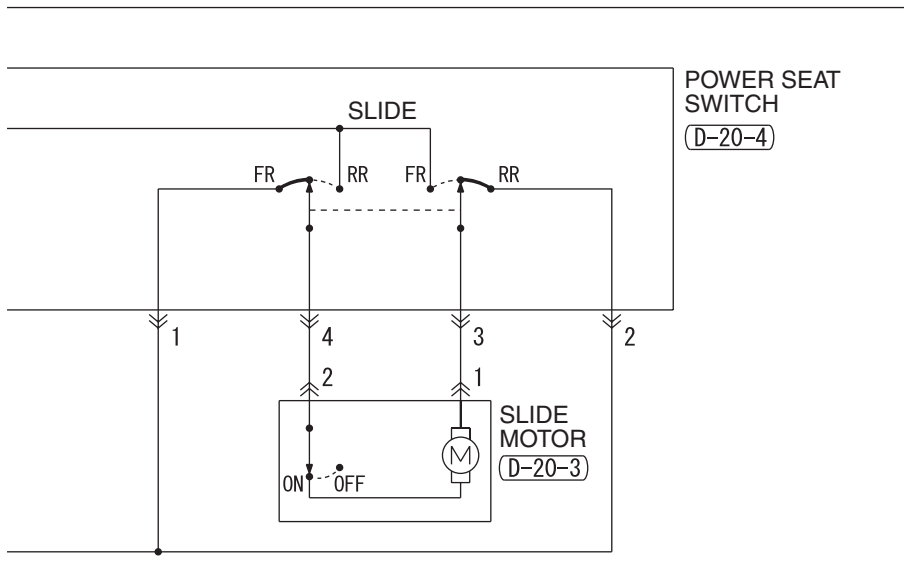 POWER SEAT
SWITCH
D-20-4
SLIDE
FR RR FR RR
1 4 3 2
2 1
SLIDE
MOTOR
D-20-3
M
ON OFF